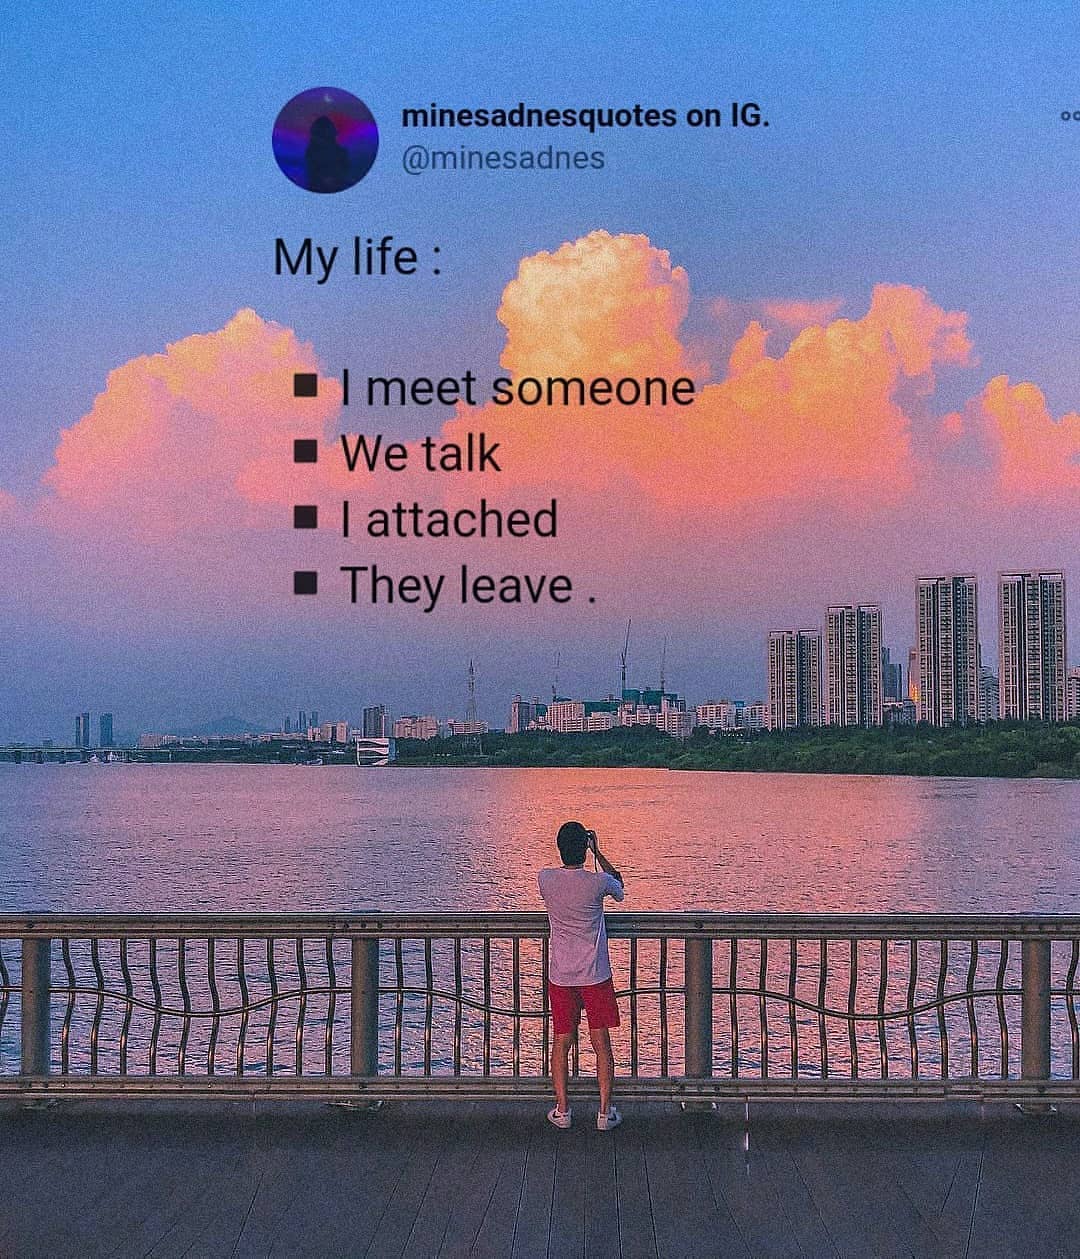 minesadnesquotes on IG.
@minesadnes
My life :
■ I meet someone
■ We talk
■ I attached
■ They leave .